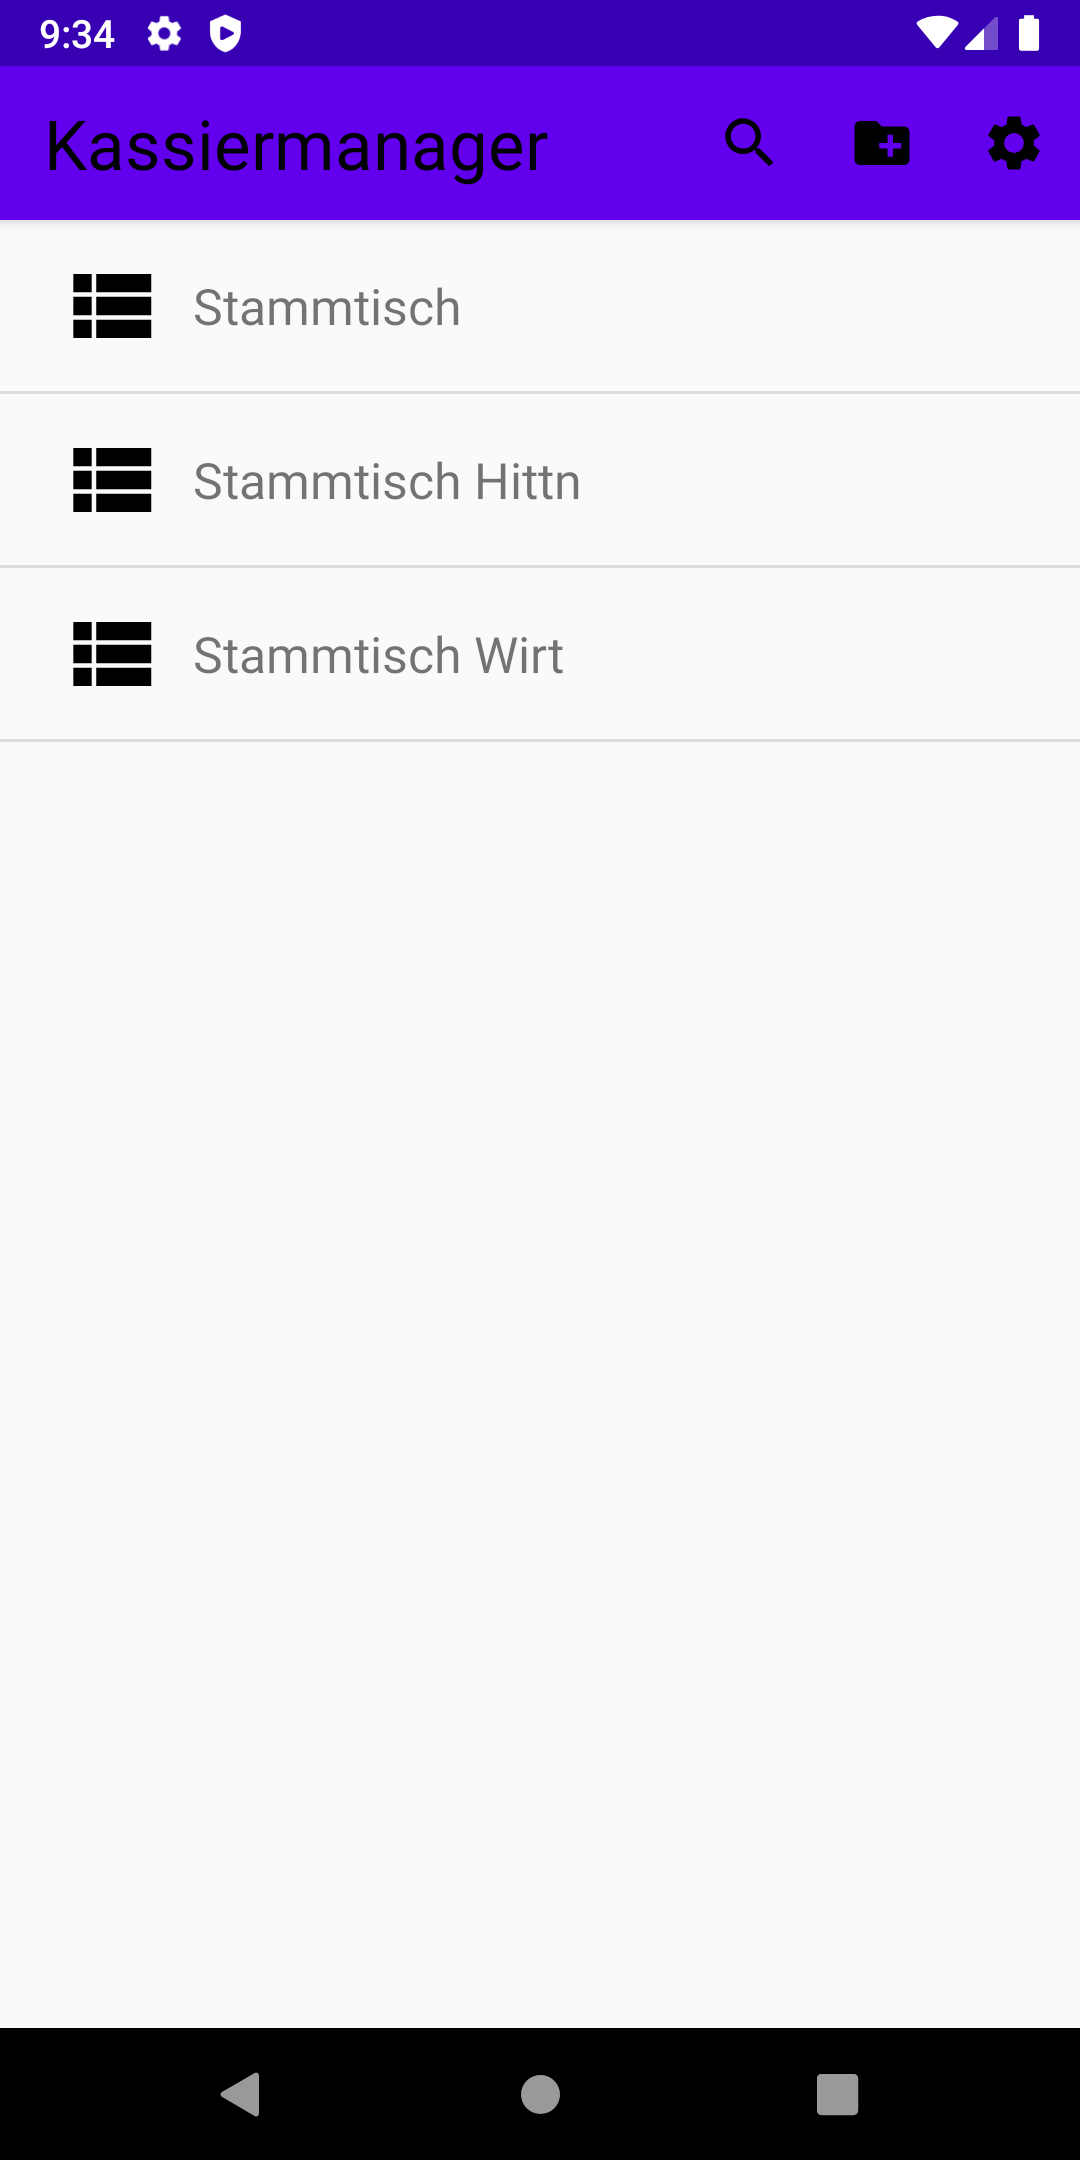 9:34
Kassiermanager
Stammtisch
Stammtisch Hittn
Stammtisch Wirt